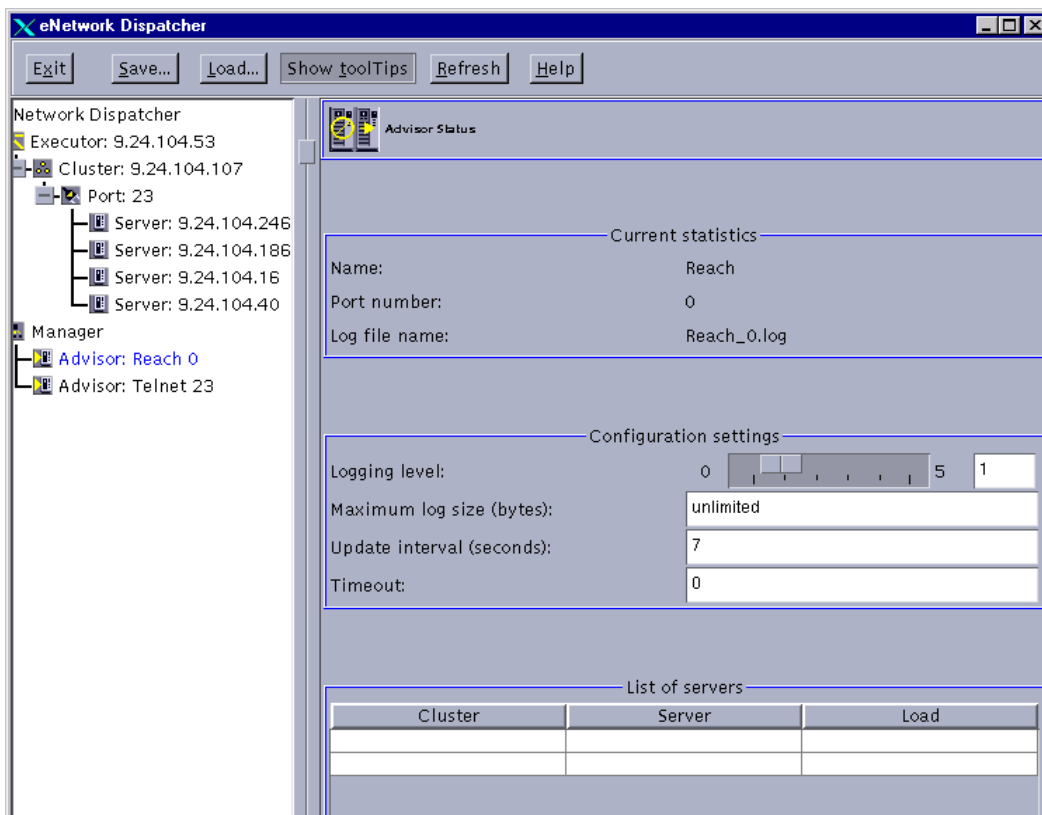 eNetwork Dispatcher
Exit Save... Load... Show toolTips Refresh Help
Network Dispatcher
Executor: 9.24.104.53
Cluster: 9.24.104.107
Port: 23
Server: 9.24.104.246
Server: 9.24.104.186
Server: 9.24.104.16
Server: 9.24.104.40
Manager
Advisor: Reach 0
Advisor: Telnet 23
Advisor Status
Current statistics
Name: Reach
Port number: 0
Log file name: Reach_0.log
Configuration settings
Logging level: 0 5 1
Maximum log size (bytes): unlimited
Update interval (seconds): 7
Timeout: 0
List of servers
Cluster Server Load